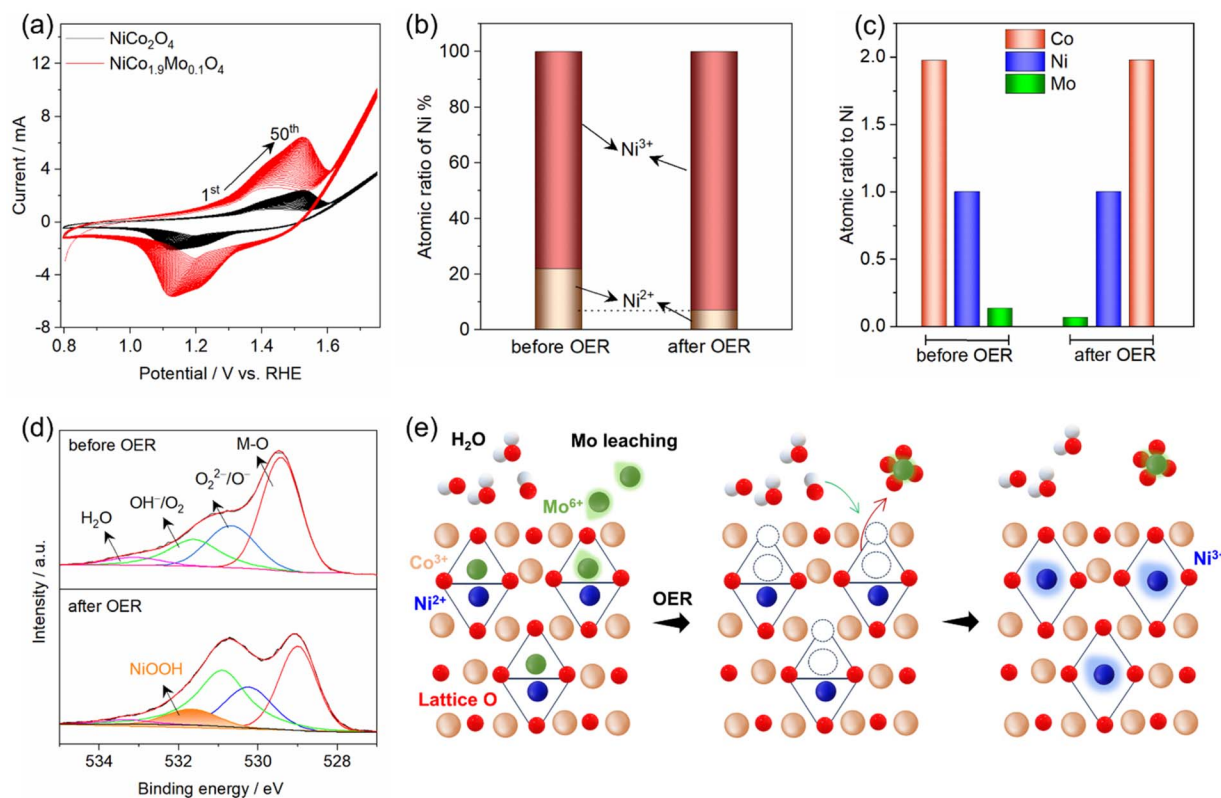 (a)
NiCo₂O₄
NiCo₁.₉Mo₀.₁O₄
12
8
4
0
-4
-8
Current / mA
1ˢᵗ
50ᵗʰ
0.8 1.0 1.2 1.4 1.6
Potential / V vs. RHE
(b)
100
80
60
40
20
0
Atomic ratio of Ni %
Ni³⁺
Ni²⁺
before OER after OER
(c)
Co
Ni
Mo
2.0
1.5
1.0
0.5
0.0
Atomic ratio to Ni
before OER after OER
(d)
before OER
M-O
O₂²⁻/O⁻
OH⁻/O₂
H₂O
after OER
NiOOH
Intensity / a.u.
534 532 530 528
Binding energy / eV
(e)
H₂O
Mo leaching
Mo⁶⁺
Co³⁺
Ni²⁺
Lattice O
OER